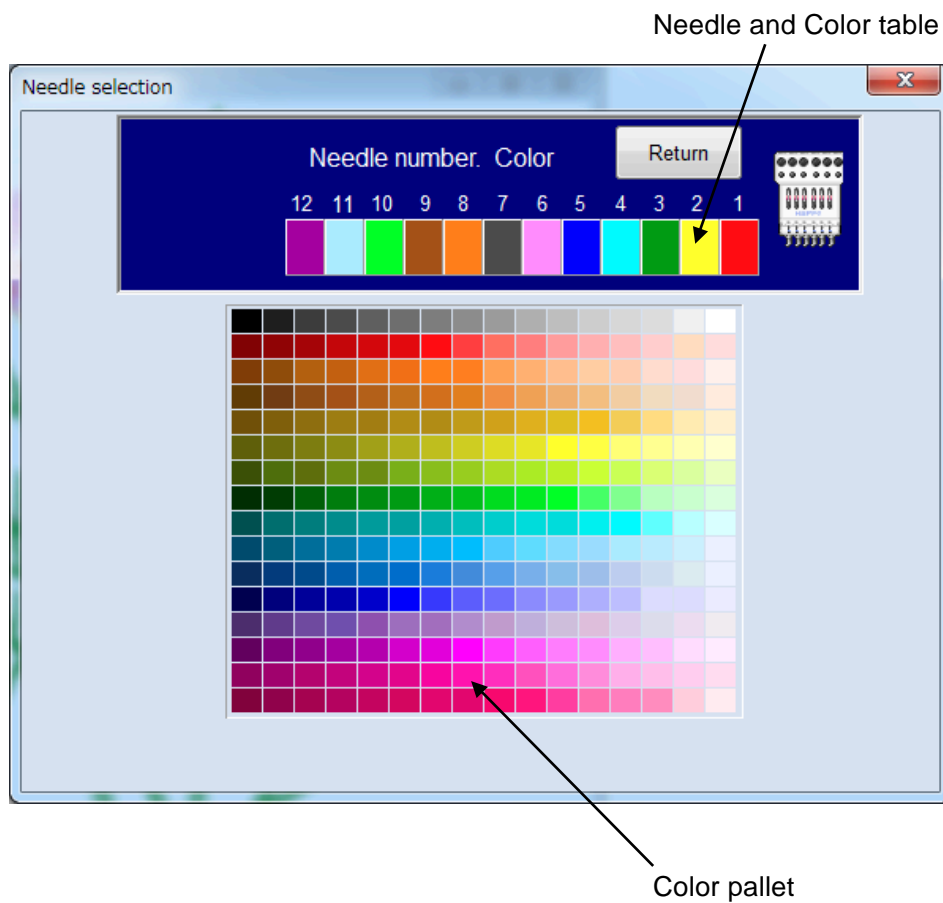 Needle and Color table
Needle selection
Needle number. Color
Return
12 11 10 9 8 7 6 5 4 3 2 1
HAPPY
Color pallet